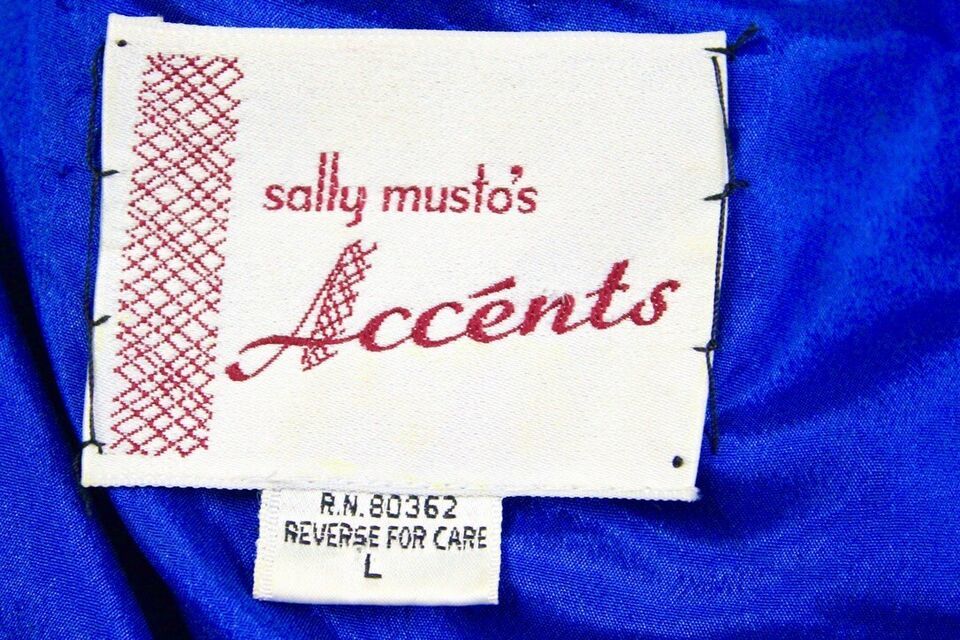 sally musto's
Accénts
R.N. 80362
REVERSE FOR CARE
L